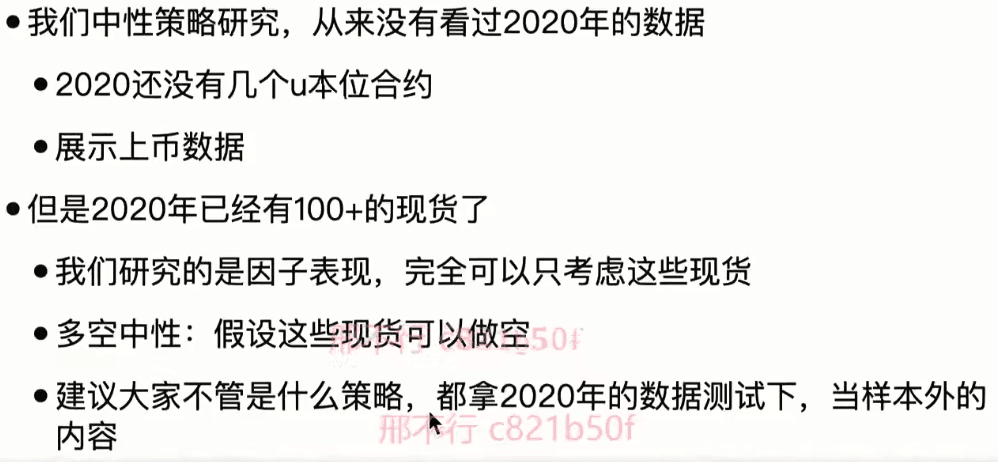 •我们中性策略研究，从来没有看过2020年的数据
•2020还没有几个u本位合约
•展示上币数据
•但是2020年已经有100+的现货了
•我们研究的是因子表现，完全可以只考虑这些现货
•多空中性：假设这些现货可以做空
邢不行 c821b50f
•建议大家不管是什么策略，都拿2020年的数据测试下，当样本外的
内容
邢不行 c821b50f